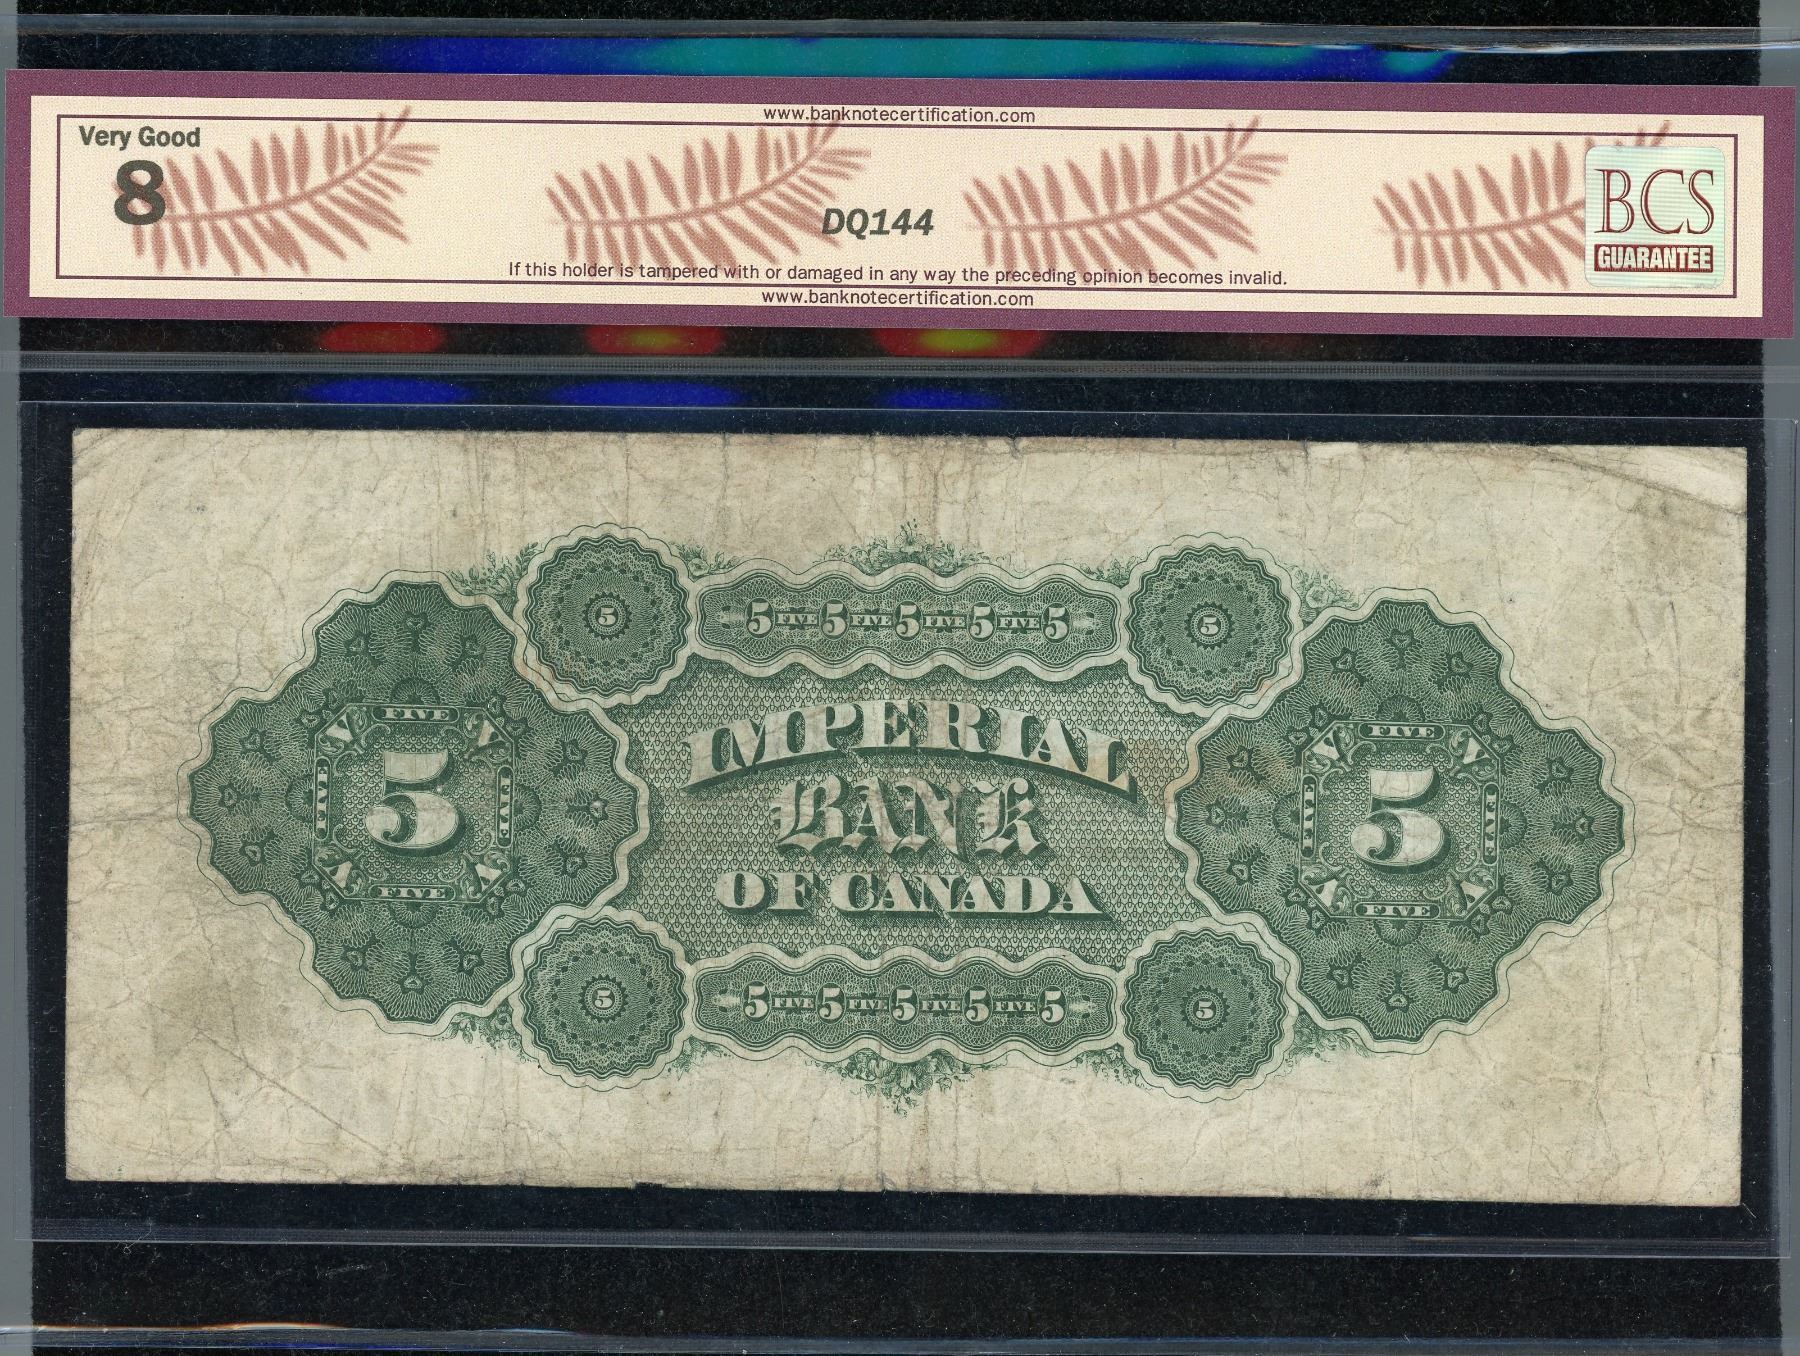 www.banknotecertification.com
Very Good
8
DQ144
BCS
GUARANTEE
If this holder is tampered with or damaged in any way the preceding opinion becomes invalid.
www.banknotecertification.com
5 5
5 FIVE 5 FIVE 5 FIVE 5 FIVE 5
FIVE FIVE
V V V V
IMPERIAL
FIVE 5 FIVE FIVE 5 FIVE
BANK
OF CANADA
V V V V
FIVE FIVE
5 5
5 FIVE 5 FIVE 5 FIVE 5 FIVE 5